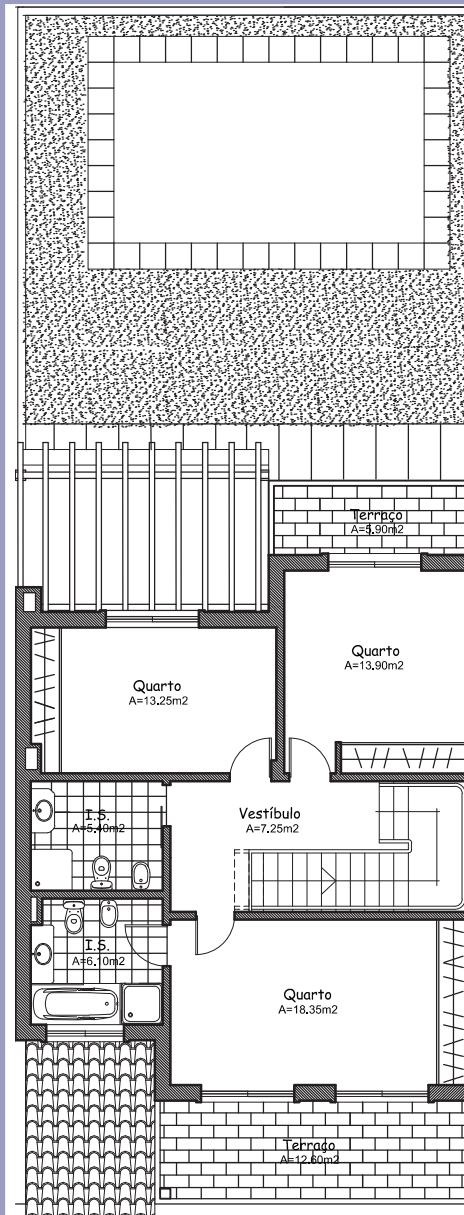 Terraço
A=5.90m2
Quarto
A=13.90m2
Quarto
A=13.25m2
I.S.
A=5.40m2
Vestíbulo
A=7.25m2
I.S.
A=6.10m2
Quarto
A=18.35m2
Terraço
A=12.60m2